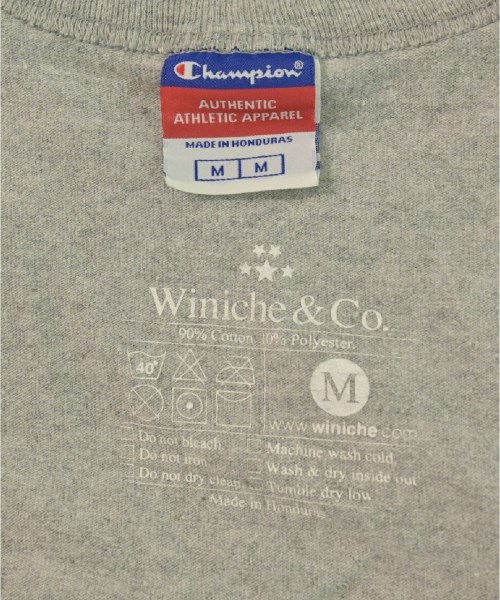 Champion®
AUTHENTIC
ATHLETIC APPAREL
MADE IN HONDURAS
M M
Winiche & Co.
90% Cotton 10% Polyester.
40°
M
www.winiche.com
Do not bleach.
Do not iron.
Do not dry clean.
Machine wash cold.
Wash & dry inside out
Tumble dry low
Made in Honduras